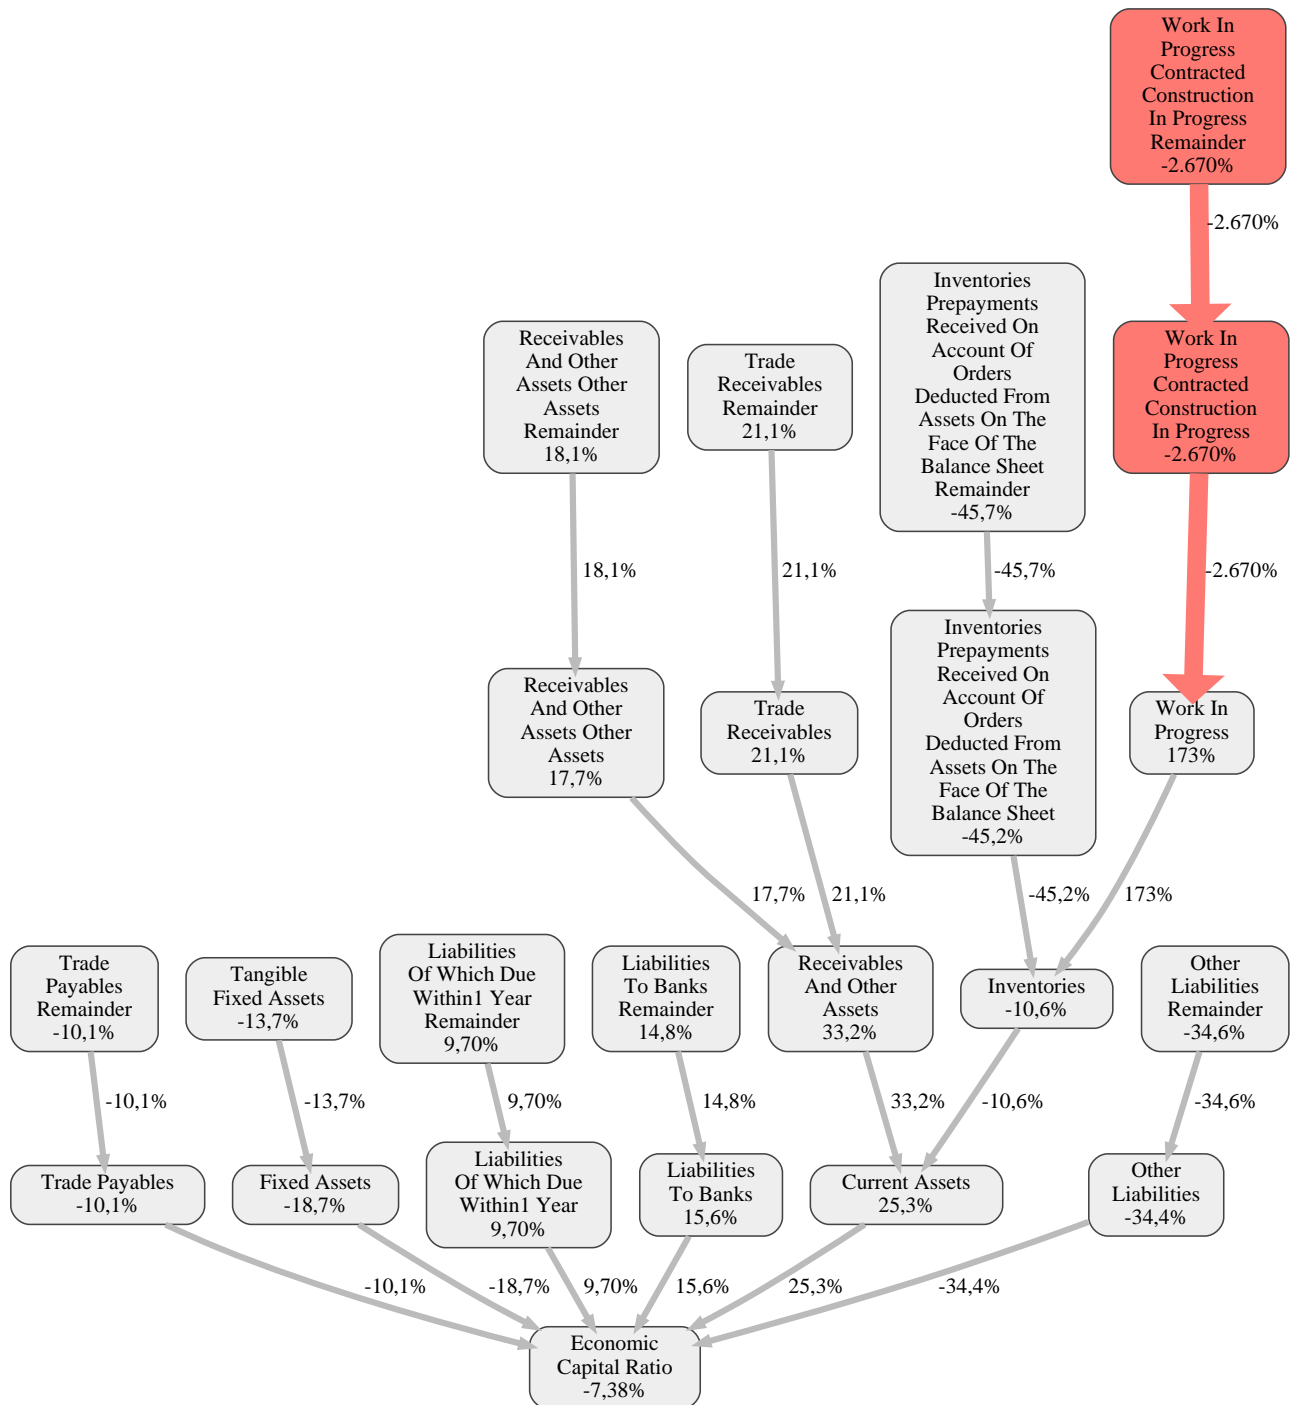 Work In
Progress
Contracted
Construction
In Progress
Remainder
-2.670%
-2.670%
Inventories
Prepayments
Received On
Account Of
Orders
Deducted From
Assets On The
Face Of The
Balance Sheet
Remainder
-45,7%
Receivables
And Other
Assets Other
Assets
Remainder
18,1%
Trade
Receivables
Remainder
21,1%
Work In
Progress
Contracted
Construction
In Progress
-2.670%
18,1%
21,1%
-45,7%
-2.670%
Receivables
And Other
Assets Other
Assets
17,7%
Trade
Receivables
21,1%
Inventories
Prepayments
Received On
Account Of
Orders
Deducted From
Assets On The
Face Of The
Balance Sheet
-45,2%
Work In
Progress
173%
17,7%
21,1%
-45,2%
173%
Trade
Payables
Remainder
-10,1%
Tangible
Fixed Assets
-13,7%
Liabilities
Of Which Due
Within1 Year
Remainder
9,70%
Liabilities
To Banks
Remainder
14,8%
Receivables
And Other
Assets
33,2%
Inventories
-10,6%
Other
Liabilities
Remainder
-34,6%
-10,1%
-13,7%
9,70%
14,8%
33,2%
-10,6%
-34,6%
Trade Payables
-10,1%
Fixed Assets
-18,7%
Liabilities
Of Which Due
Within1 Year
9,70%
Liabilities
To Banks
15,6%
Current Assets
25,3%
Other
Liabilities
-34,4%
-10,1%
-18,7%
9,70%
15,6%
25,3%
-34,4%
Economic
Capital Ratio
-7,38%